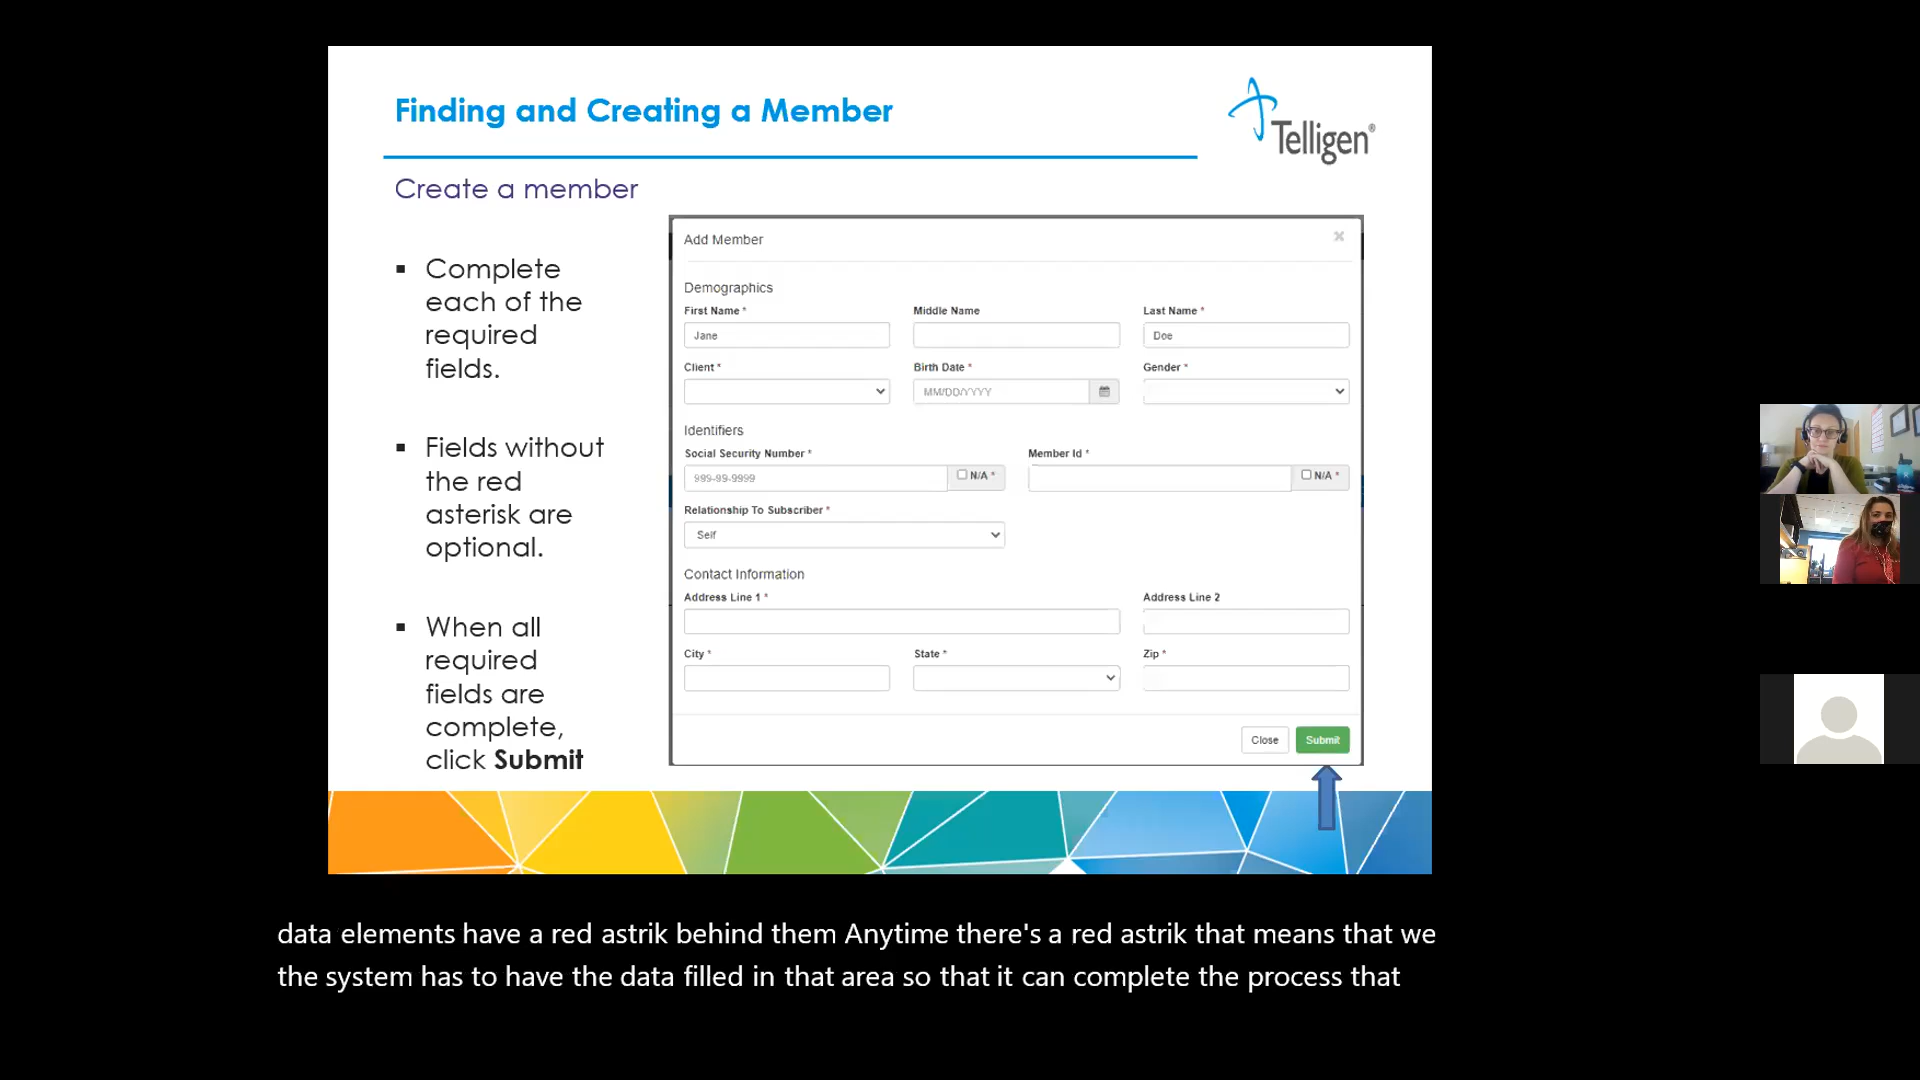 Finding and Creating a Member
Telligen®
Create a member
▪ Complete
each of the
required
fields.
▪ Fields without
the red
asterisk are
optional.
▪ When all
required
fields are
complete,
click Submit
Add Member ×
Demographics
First Name * Middle Name Last Name *
Jane Doe
Client * Birth Date * Gender *
MM/DD/YYYY
Identifiers
Social Security Number * Member Id *
999-99-9999 N/A * N/A *
Relationship To Subscriber *
Self
Contact Information
Address Line 1 * Address Line 2
City * State * Zip *
Close Submit
data elements have a red astrik behind them Anytime there's a red astrik that means that we
the system has to have the data filled in that area so that it can complete the process that